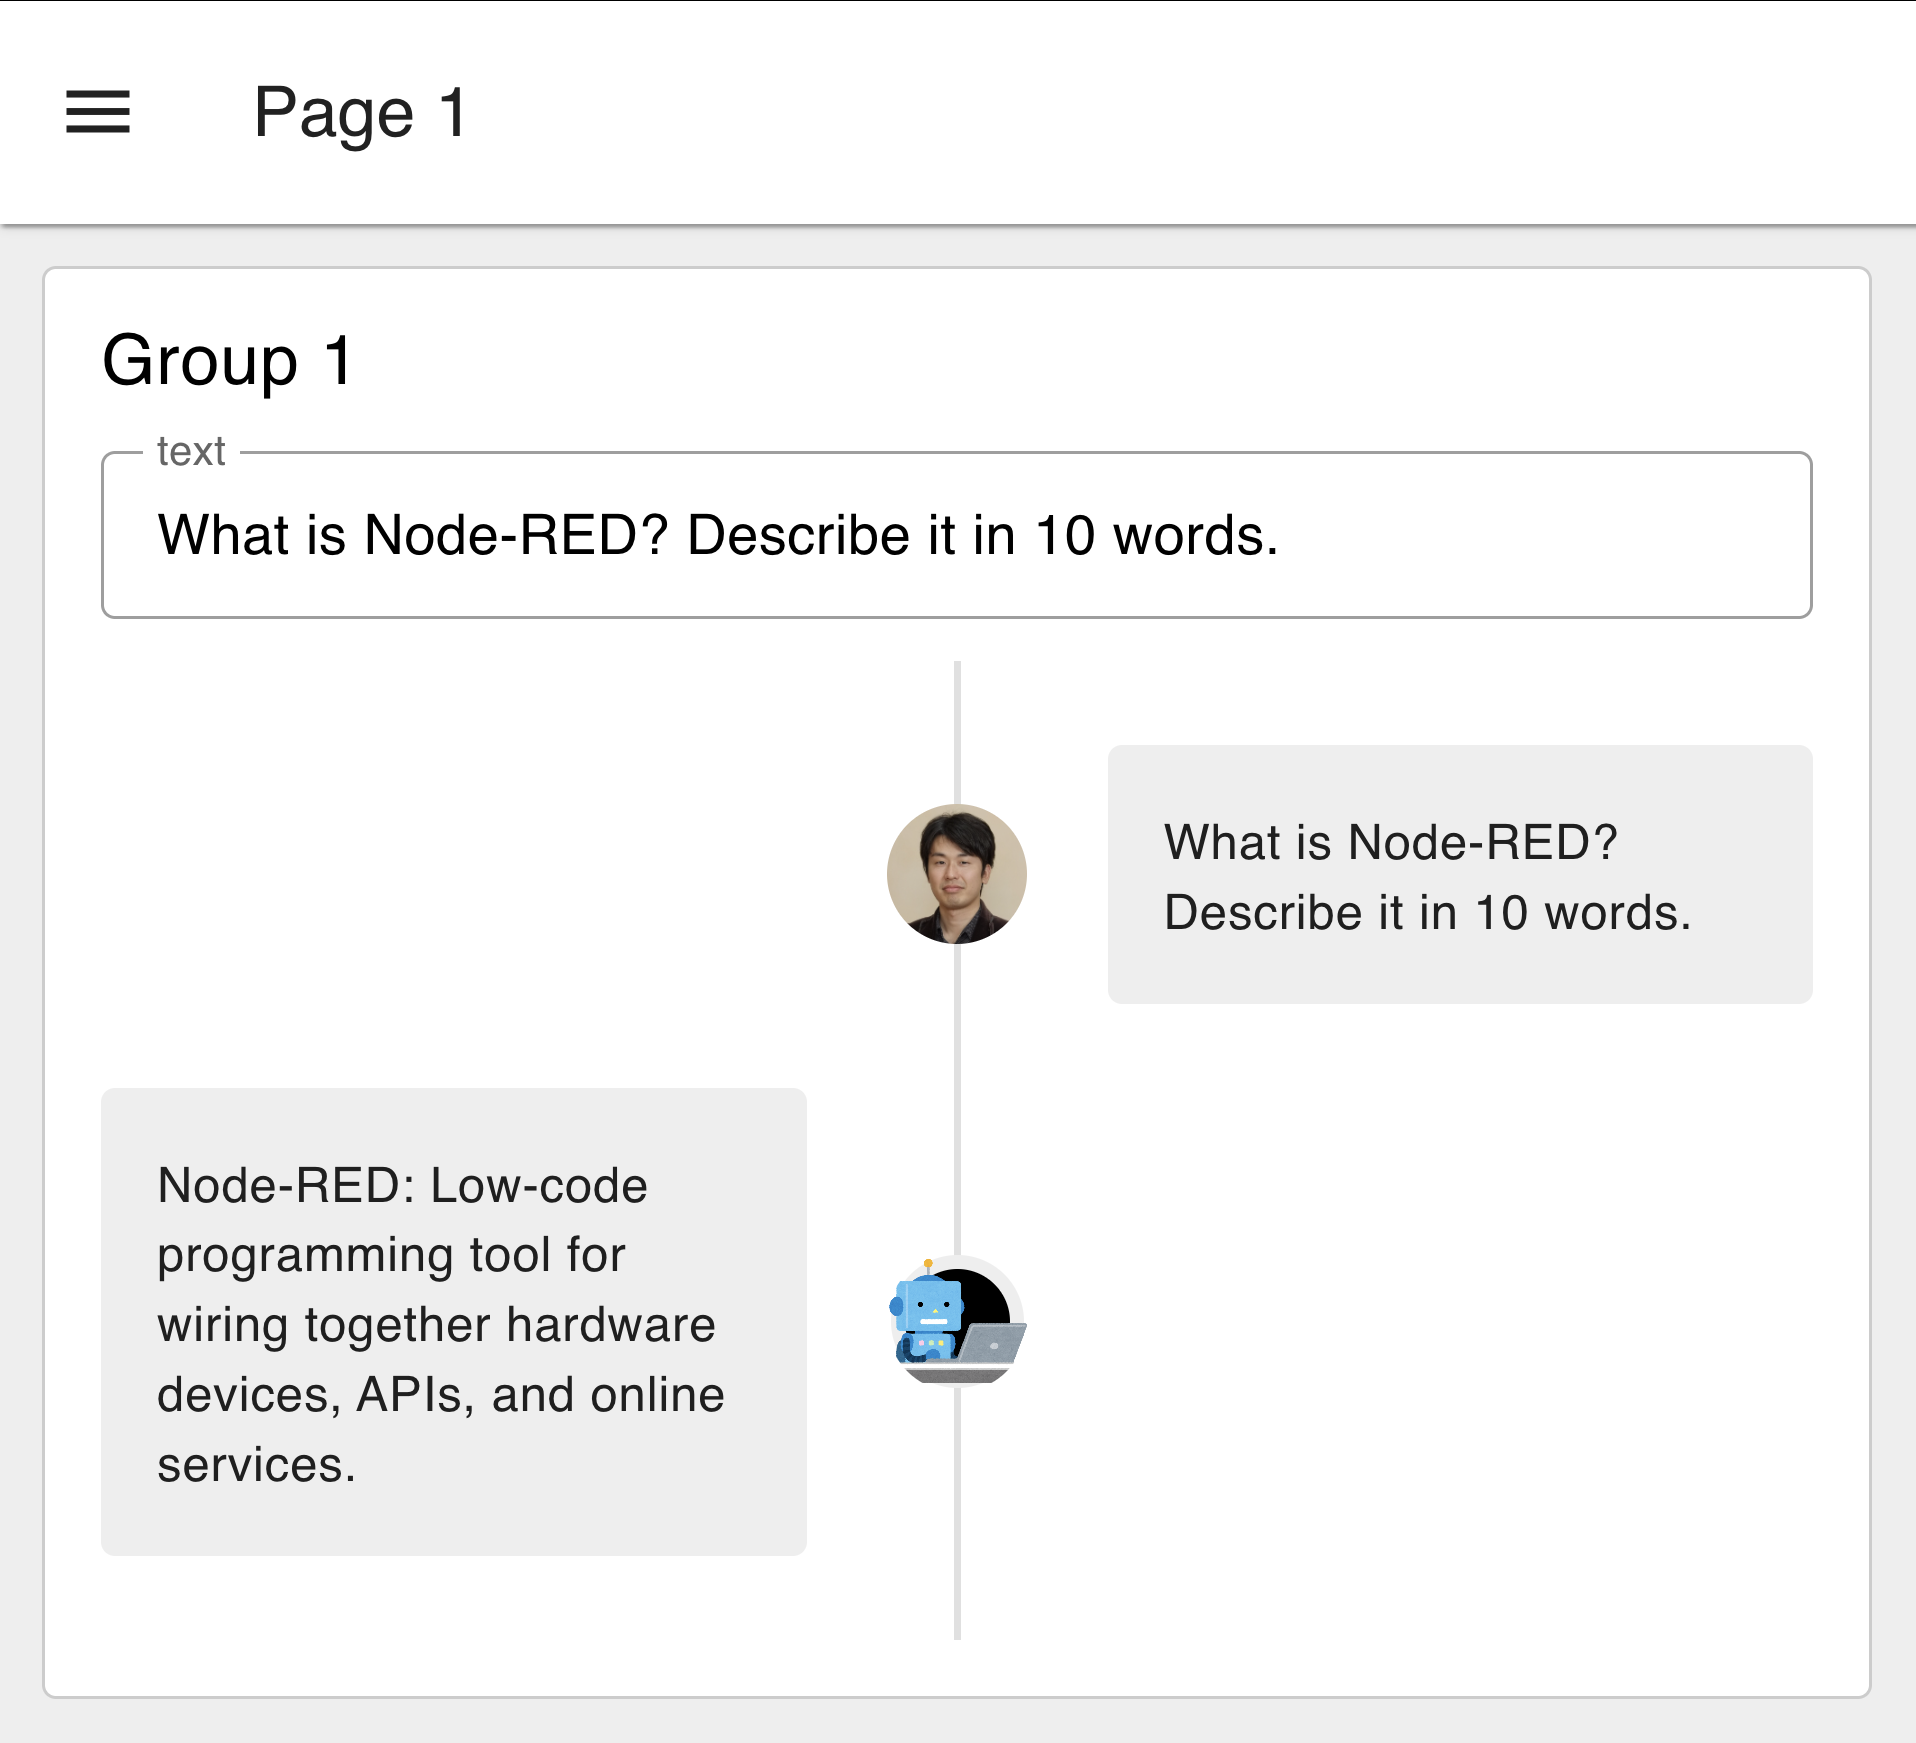 Page 1
Group 1
text
What is Node-RED? Describe it in 10 words.
What is Node-RED?
Describe it in 10 words.
Node-RED: Low-code
programming tool for
wiring together hardware
devices, APIs, and online
services.